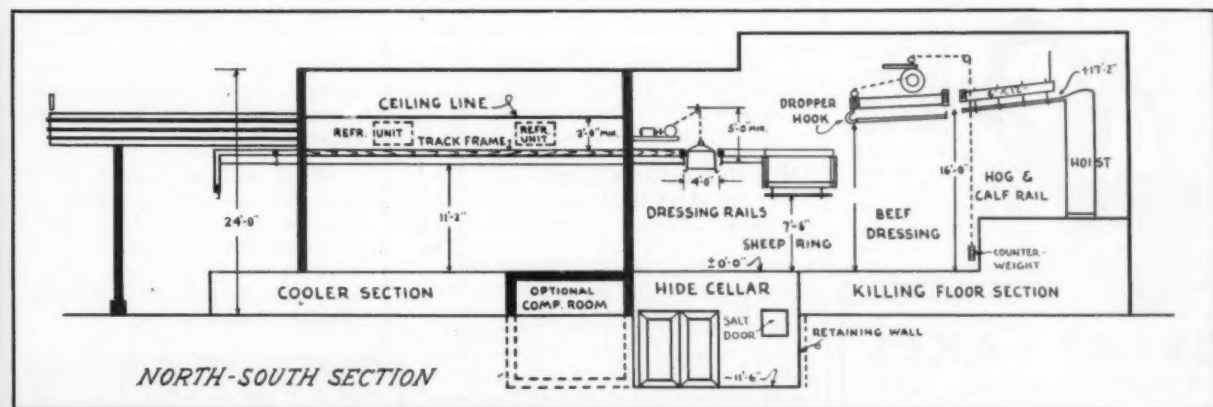 CEILING LINE
REFR. UNIT
TRACK FRAME
REFR. UNIT
2'-8" MIN.
5'-0" MIN.
4'-0"
DROPPER
HOOK
6" X 12"
+17'-2"
HOIST
HOG &
CALF RAIL
16'-0"
24'-0"
11'-2"
DRESSING RAILS
7'-6"
SHEEP RING
BEEF
DRESSING
COUNTER-
WEIGHT
±0'-0"
COOLER SECTION
OPTIONAL
COMP. ROOM
HIDE CELLAR
KILLING FLOOR SECTION
SALT
DOOR
RETAINING WALL
-11'-6"
NORTH-SOUTH SECTION